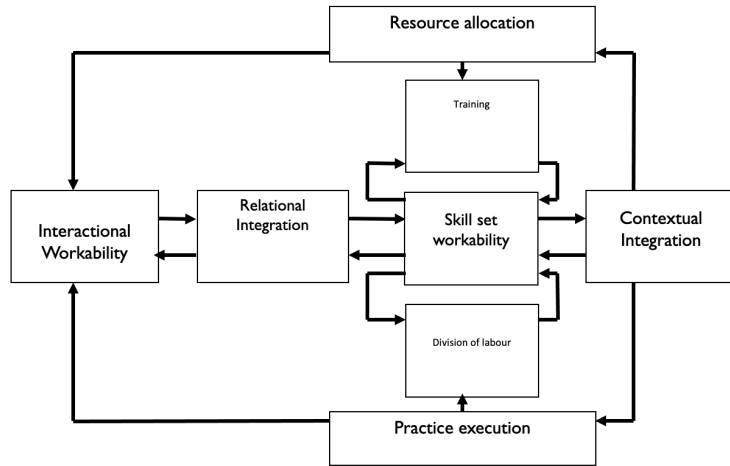 Resource allocation
Training
Interactional
Workability
Relational
Integration
Skill set
workability
Contextual
Integration
Division of labour
Practice execution